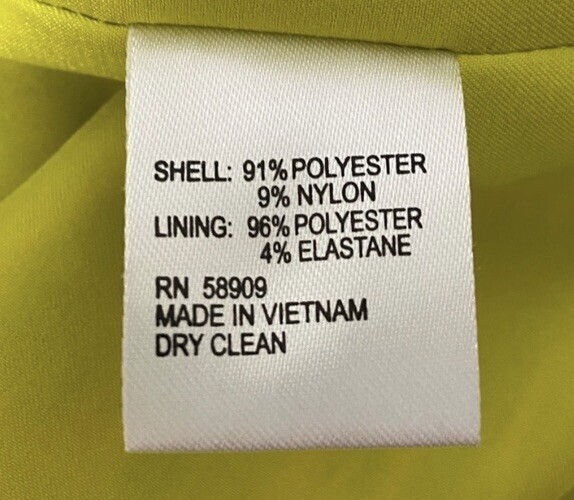 SHELL: 91% POLYESTER
9% NYLON
LINING: 96% POLYESTER
4% ELASTANE
RN 58909
MADE IN VIETNAM
DRY CLEAN